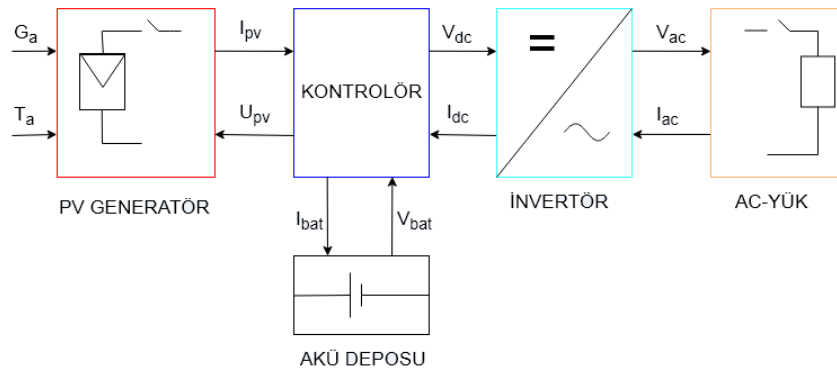 Ga
Ipv
Vdc
Vac
KONTROLÖR
Ta
Upv
Idc
Iac
PV GENERATÖR
İNVERTÖR
AC-YÜK
Ibat
Vbat
AKÜ DEPOSU